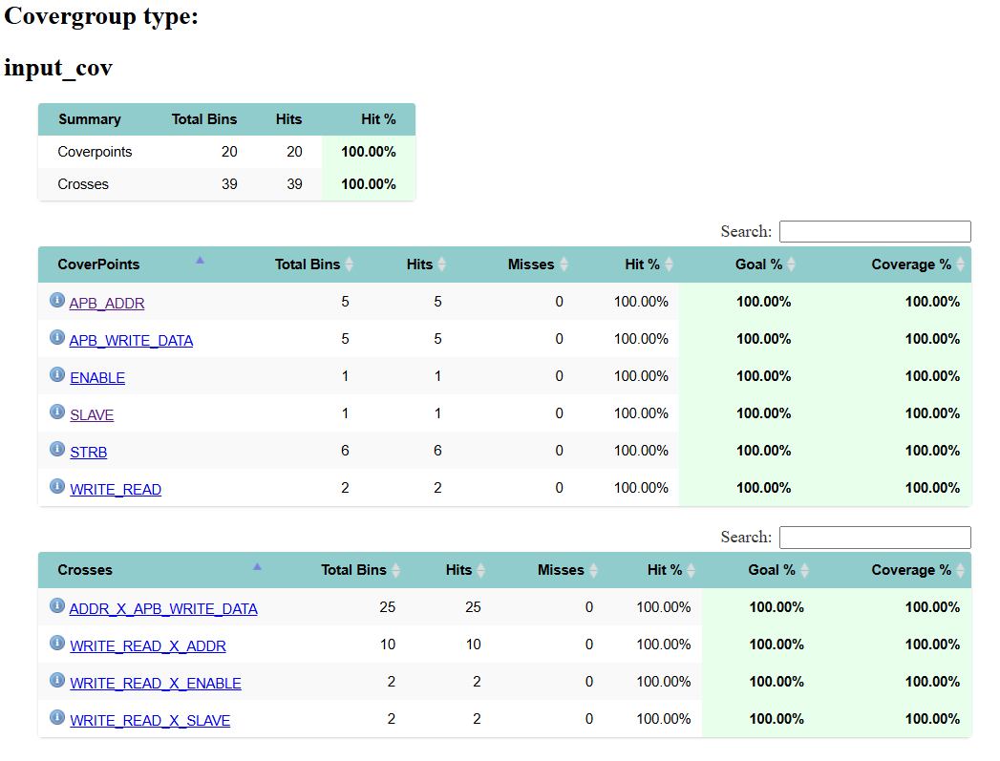 Covergroup type:
input_cov
Summary Total Bins Hits Hit %
Coverpoints 20 20 100.00%
Crosses 39 39 100.00%
Search:
CoverPoints Total Bins Hits Misses Hit % Goal % Coverage %
APB_ADDR 5 5 0 100.00% 100.00% 100.00%
APB_WRITE_DATA 5 5 0 100.00% 100.00% 100.00%
ENABLE 1 1 0 100.00% 100.00% 100.00%
SLAVE 1 1 0 100.00% 100.00% 100.00%
STRB 6 6 0 100.00% 100.00% 100.00%
WRITE_READ 2 2 0 100.00% 100.00% 100.00%
Search:
Crosses Total Bins Hits Misses Hit % Goal % Coverage %
ADDR_X_APB_WRITE_DATA 25 25 0 100.00% 100.00% 100.00%
WRITE_READ_X_ADDR 10 10 0 100.00% 100.00% 100.00%
WRITE_READ_X_ENABLE 2 2 0 100.00% 100.00% 100.00%
WRITE_READ_X_SLAVE 2 2 0 100.00% 100.00% 100.00%